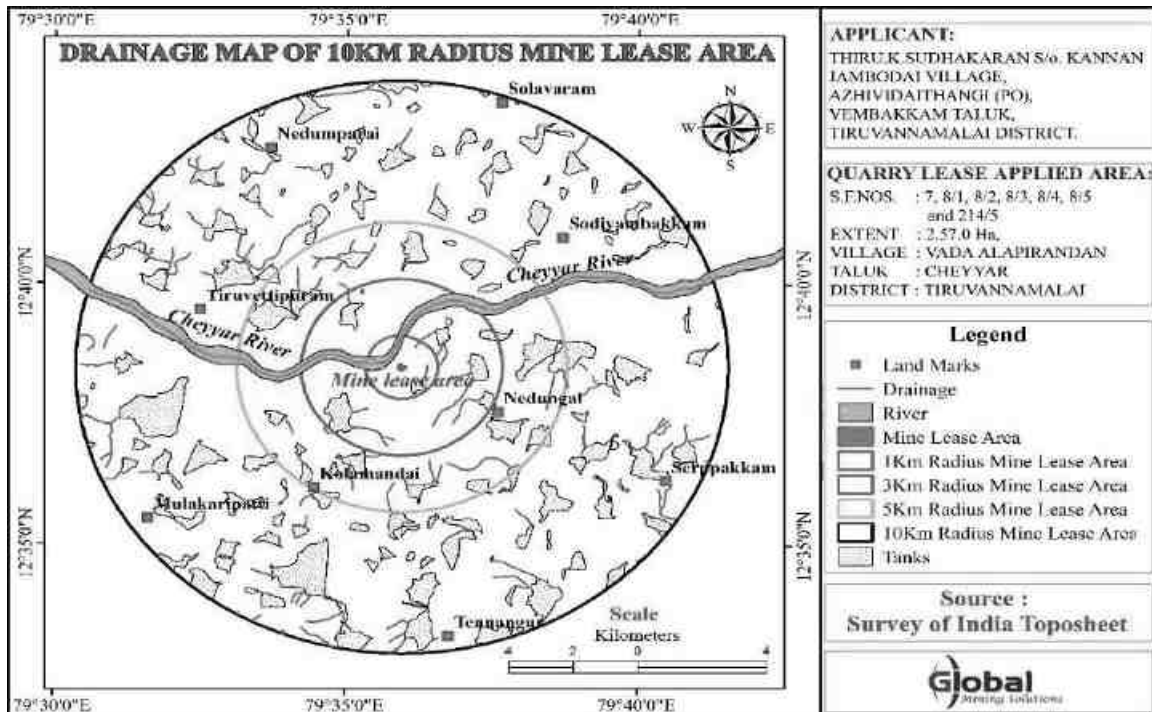 79°30'0"E 79°35'0"E 79°40'0"E
DRAINAGE MAP OF 10KM RADIUS MINE LEASE AREA
Solavaram
N
W E
S
Sodiyambakkam
12°40'0"N
12°40'0"N
Cheyyar River
Tiruvettipuram
Cheyyar River
Mine lease area
Nedungal
Kolamandai
Mulakaripatti
12°35'0"N
12°35'0"N
Tennangur
Scale
Kilometers
4 2 0 4
79°30'0"E 79°35'0"E 79°40'0"E
APPLICANT:
THIRU.K.SUDHAKARAN S/o. KANNAN
JAMBODAI VILLAGE,
AZHIVIDAITHANGI (PO),
VEMBAKKAM TALUK,
TIRUVANNAMALAI DISTRICT.
QUARRY LEASE APPLIED AREA:
S.F.NOS. : 7, 8/1, 8/2, 8/3, 8/4, 8/5
and 214/5
EXTENT : 2.57.0 Ha,
VILLAGE : VADA ALAPIRANDAN
TALUK : CHEYYAR
DISTRICT : TIRUVANNAMALAI
Legend
Land Marks
Drainage
River
Mine Lease Area
1Km Radius Mine Lease Area
3Km Radius Mine Lease Area
5Km Radius Mine Lease Area
10Km Radius Mine Lease Area
Tanks
Source :
Survey of India Toposheet
Global
Mining Solutions